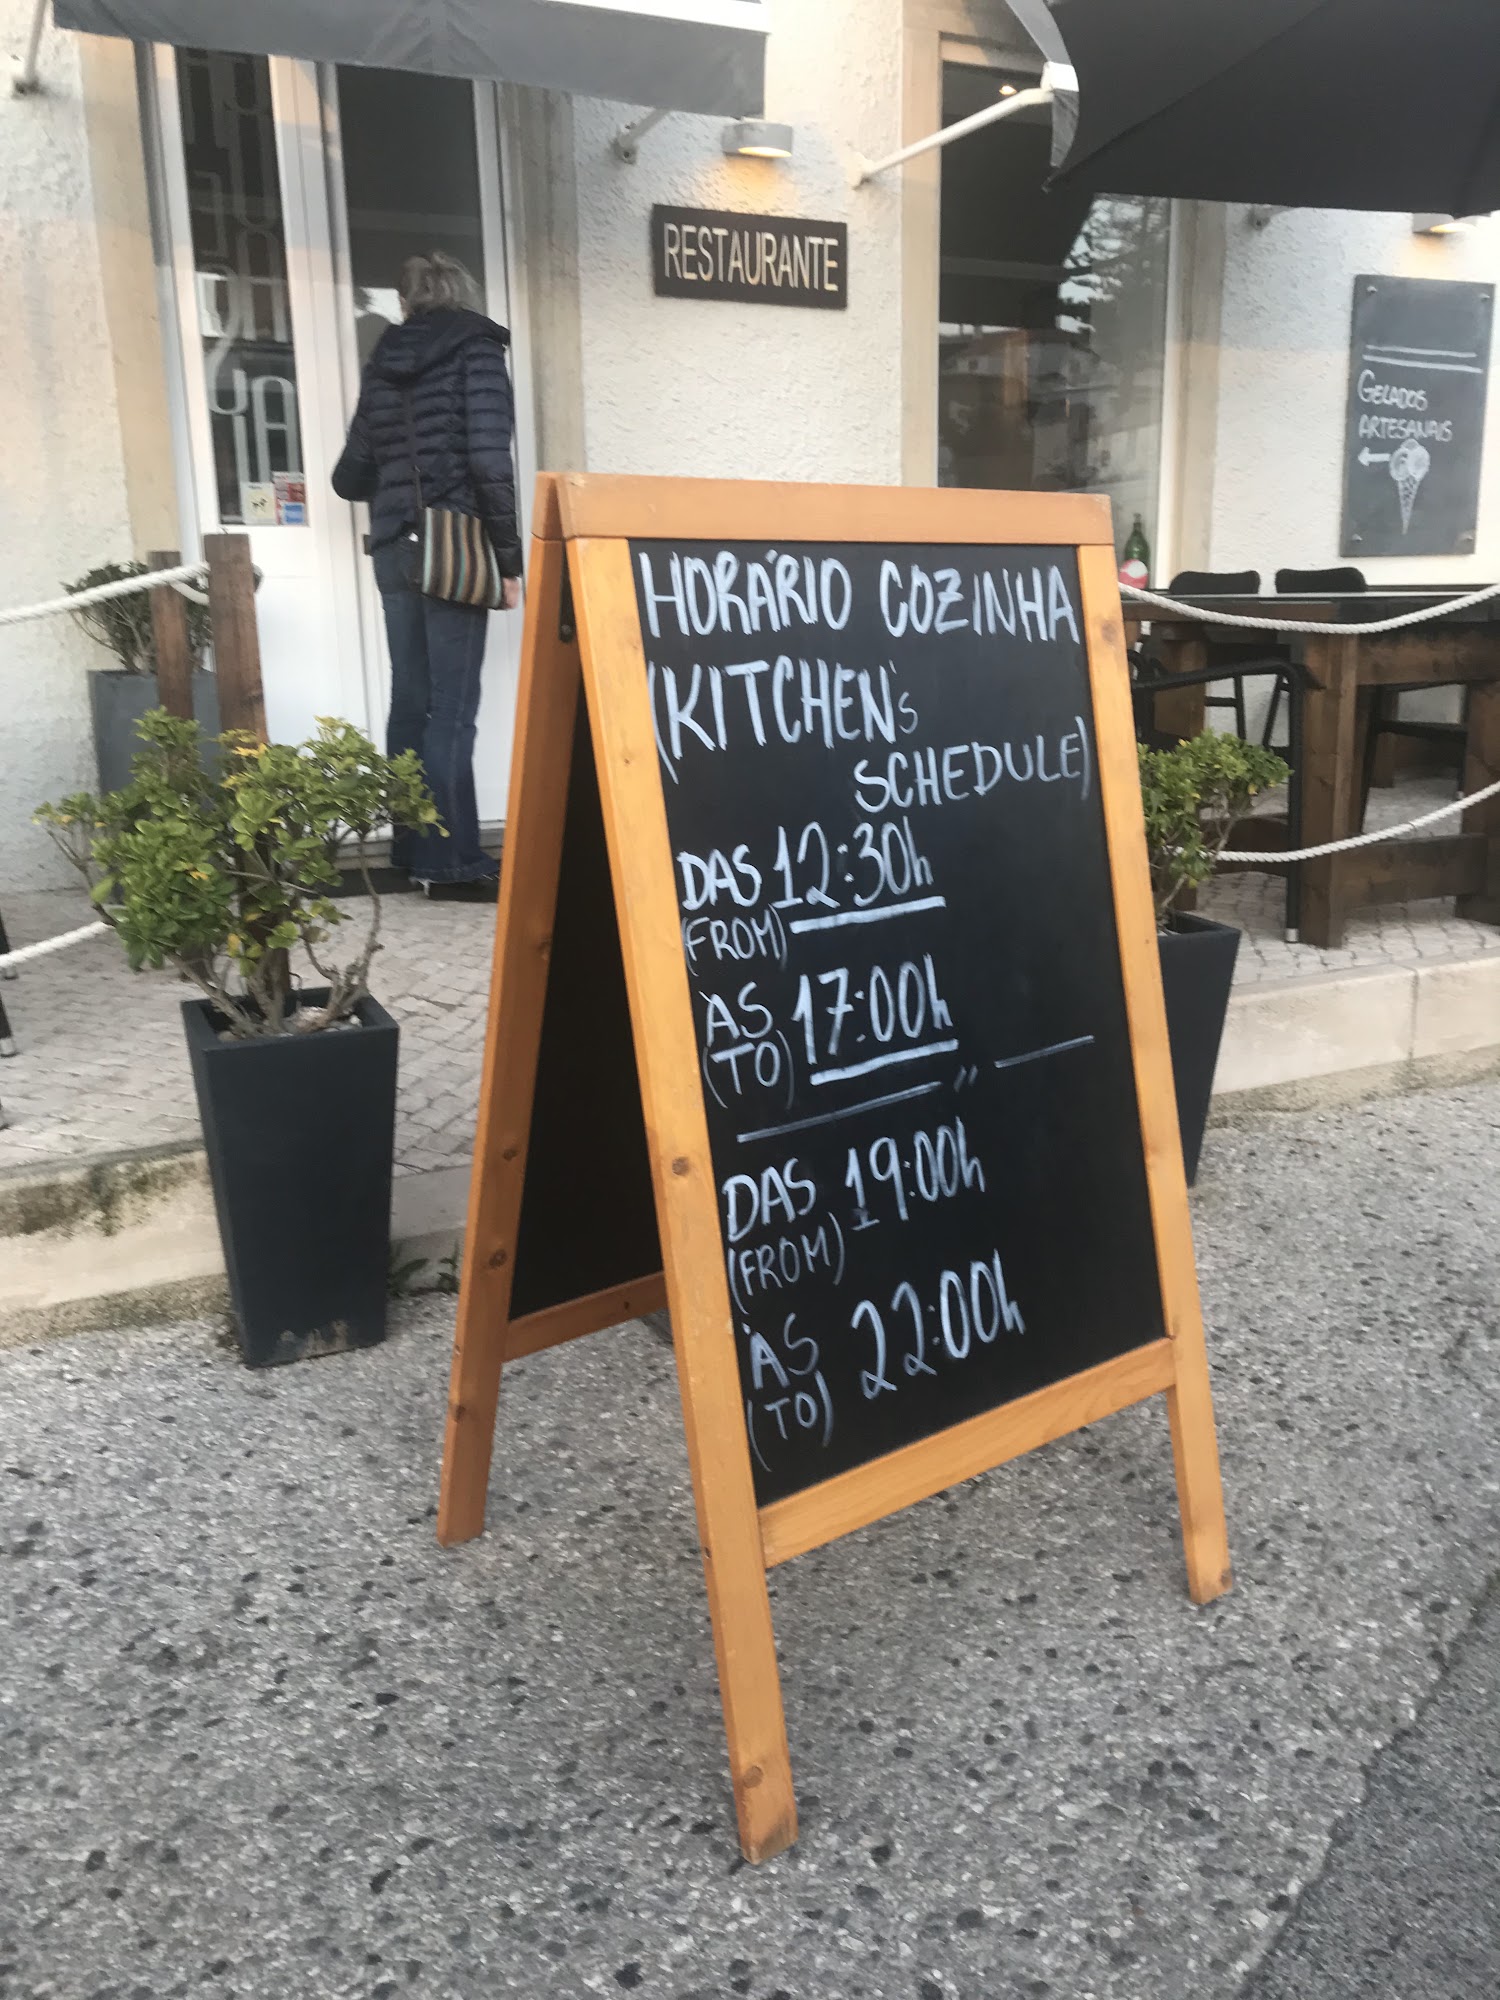 RESTAURANTE
GELADOS
ARTESANAIS
HORÁRIO COZINHA
(KITCHEN's
SCHEDULE)
DAS 12:30h
(FROM)
ÀS 17:00h
(TO)
DAS 19:00h
(FROM)
ÀS 22:00h
(TO)